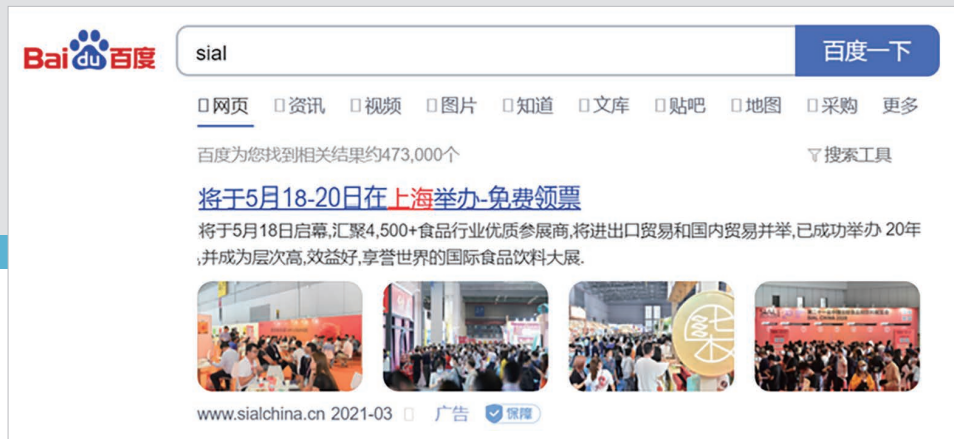 Bai du 百度
sial
百度一下
网页 资讯 视频 图片 知道 文库 贴吧 地图 采购 更多
百度为您找到相关结果约473,000个
搜索工具
将于5月18-20日在上海举办-免费领票
将于5月18日启幕,汇聚4,500+食品行业优质参展商,将进出口贸易和国内贸易并举,已成功举办 20年
,并成为层次高,效益好,享誉世界的国际食品饮料大展.
www.sialchina.cn 2021-03 广告 保障